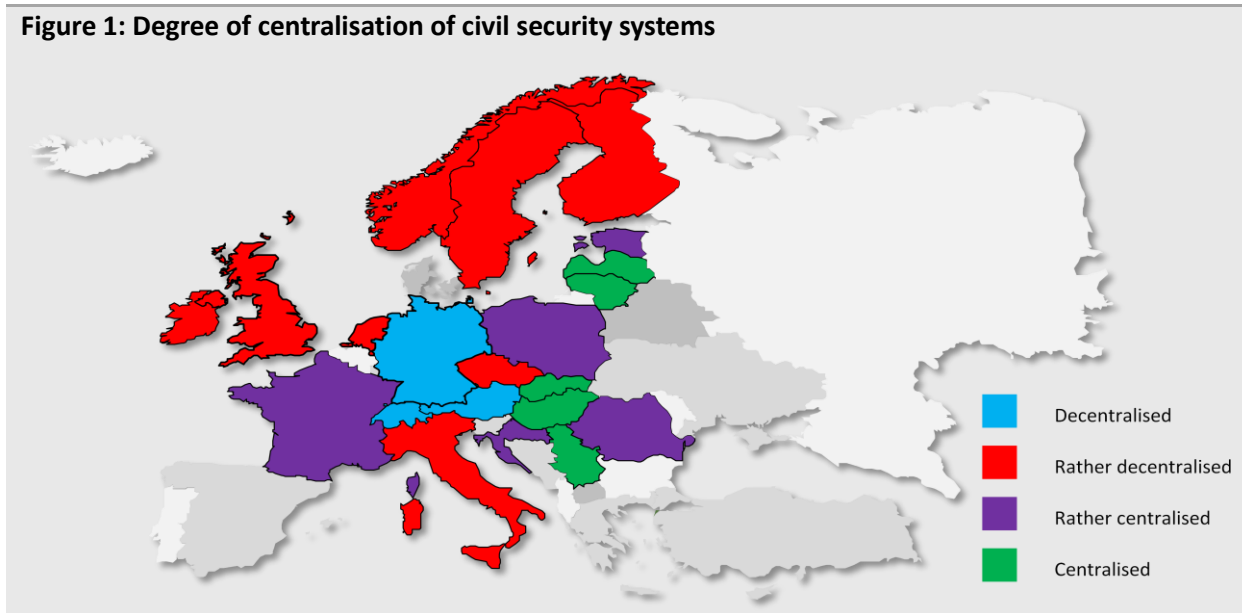 Figure 1: Degree of centralisation of civil security systems
Decentralised
Rather decentralised
Rather centralised
Centralised